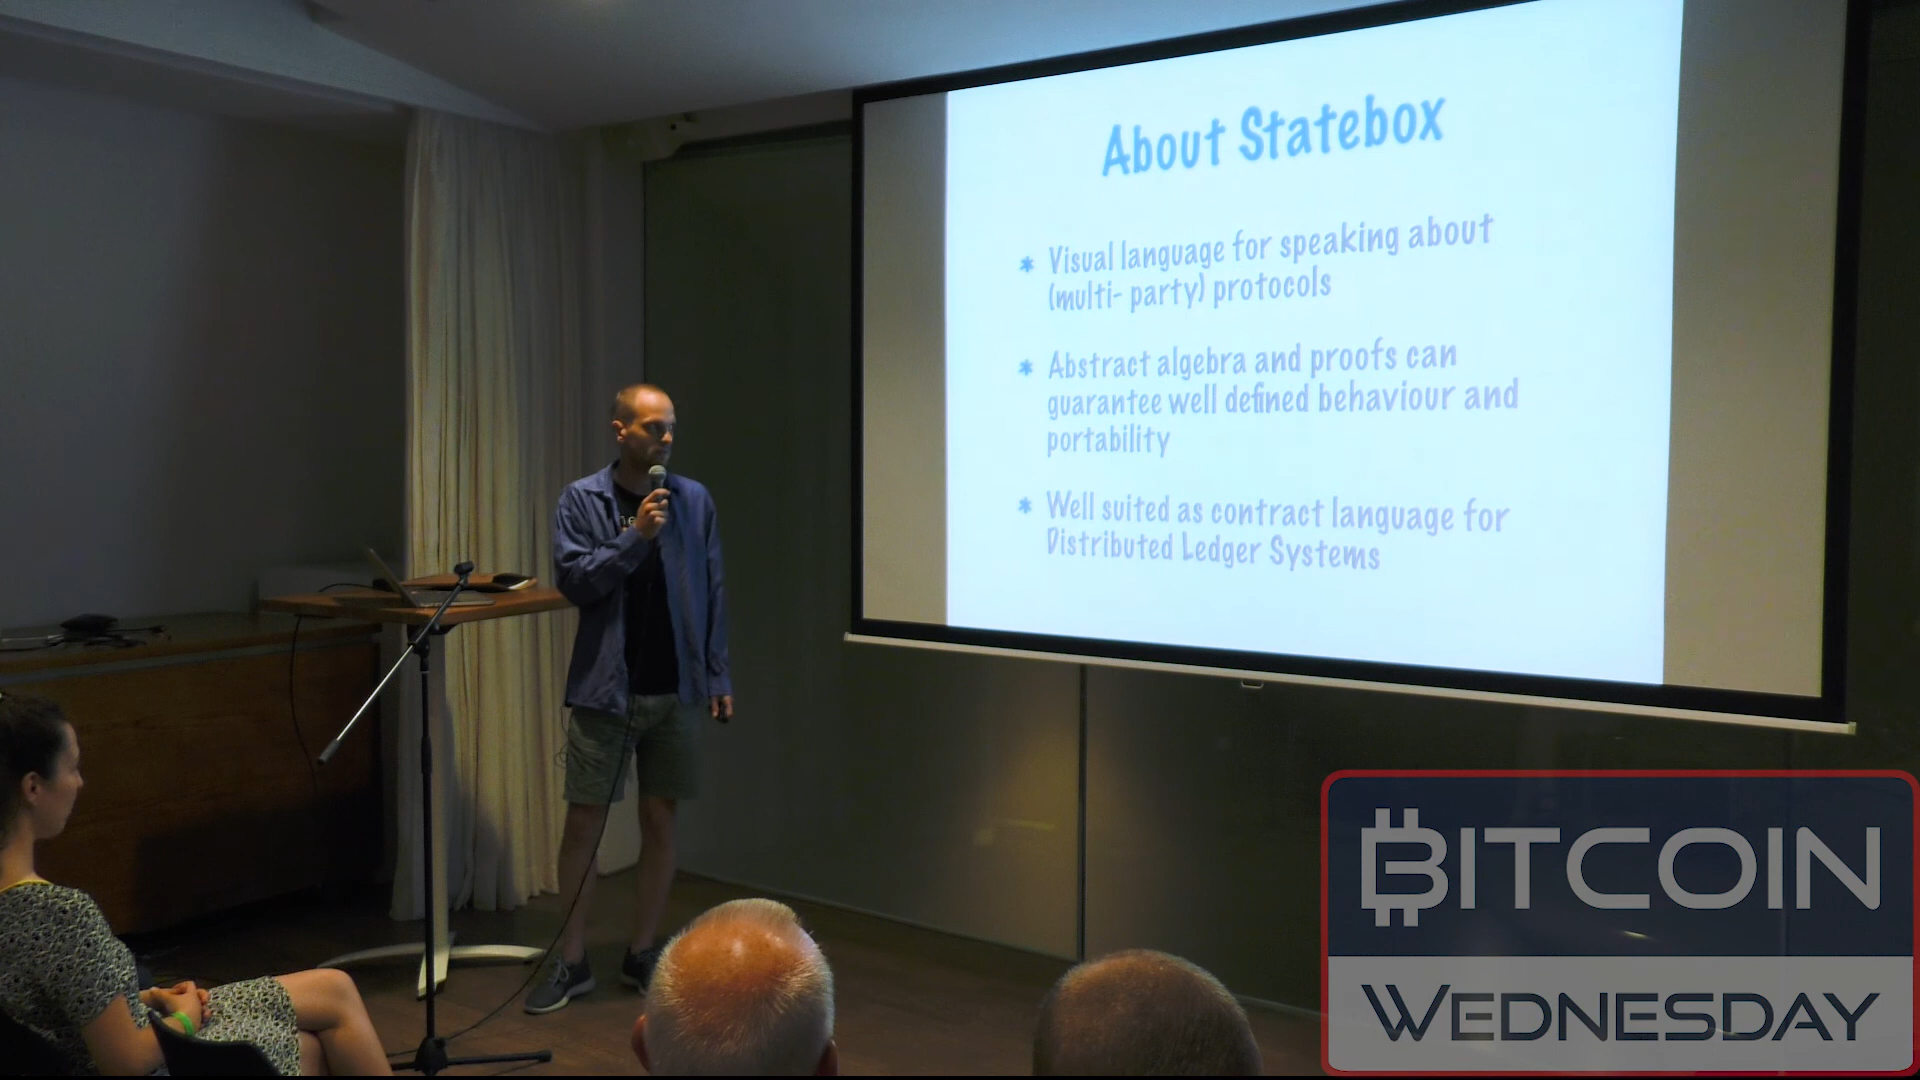 About Statebox
* Visual language for speaking about
(multi- party) protocols
* Abstract algebra and proofs can
guarantee well defined behaviour and
portability
* Well suited as contract language for
Distributed Ledger Systems
BITCOIN
WEDNESDAY